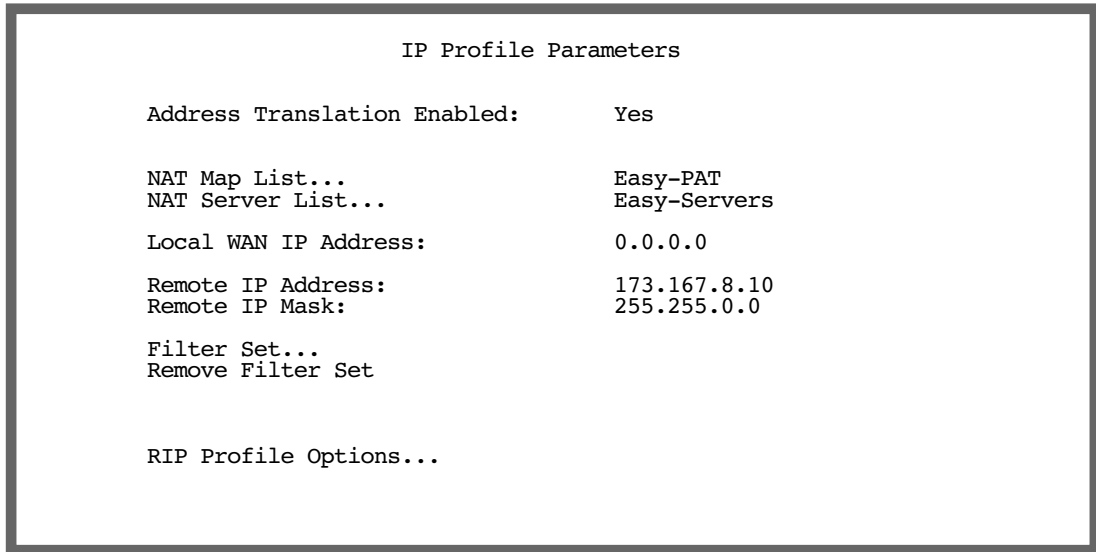 IP Profile Parameters
Address Translation Enabled: Yes
NAT Map List... Easy-PAT
NAT Server List... Easy-Servers
Local WAN IP Address: 0.0.0.0
Remote IP Address: 173.167.8.10
Remote IP Mask: 255.255.0.0
Filter Set...
Remove Filter Set
RIP Profile Options...